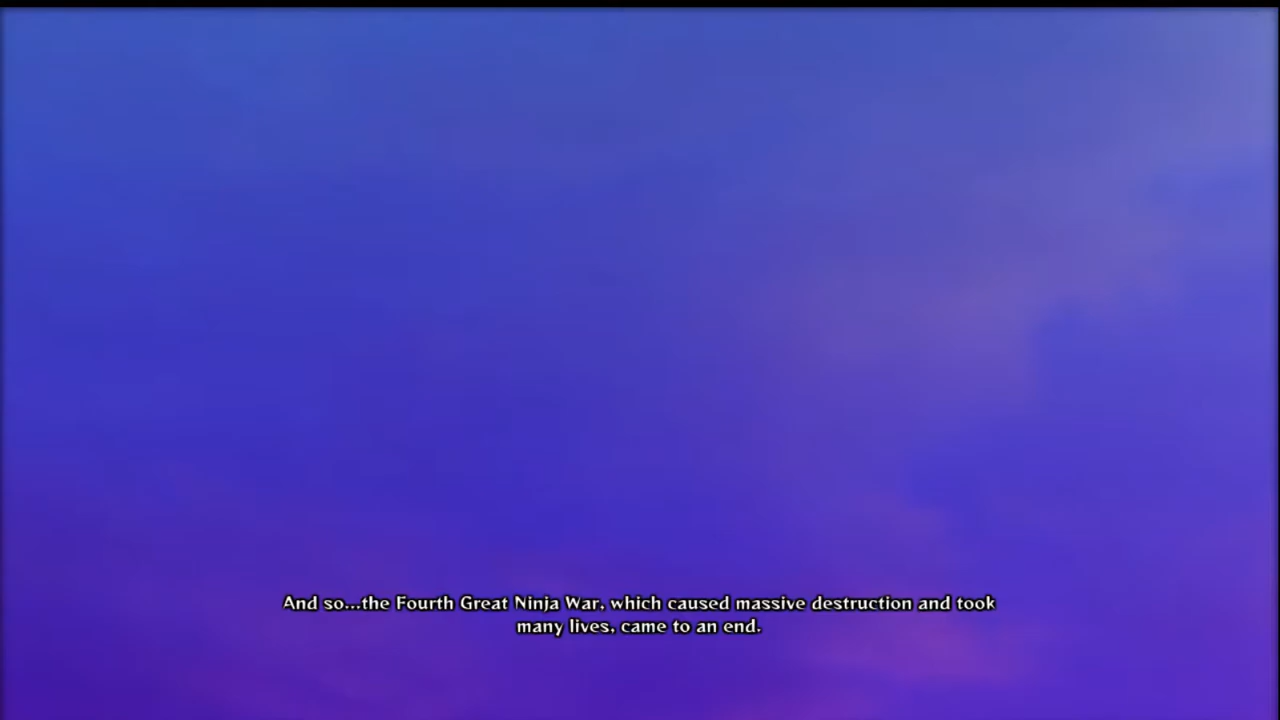 And so...the Fourth Great Ninja War, which caused massive destruction and took
many lives, came to an end.